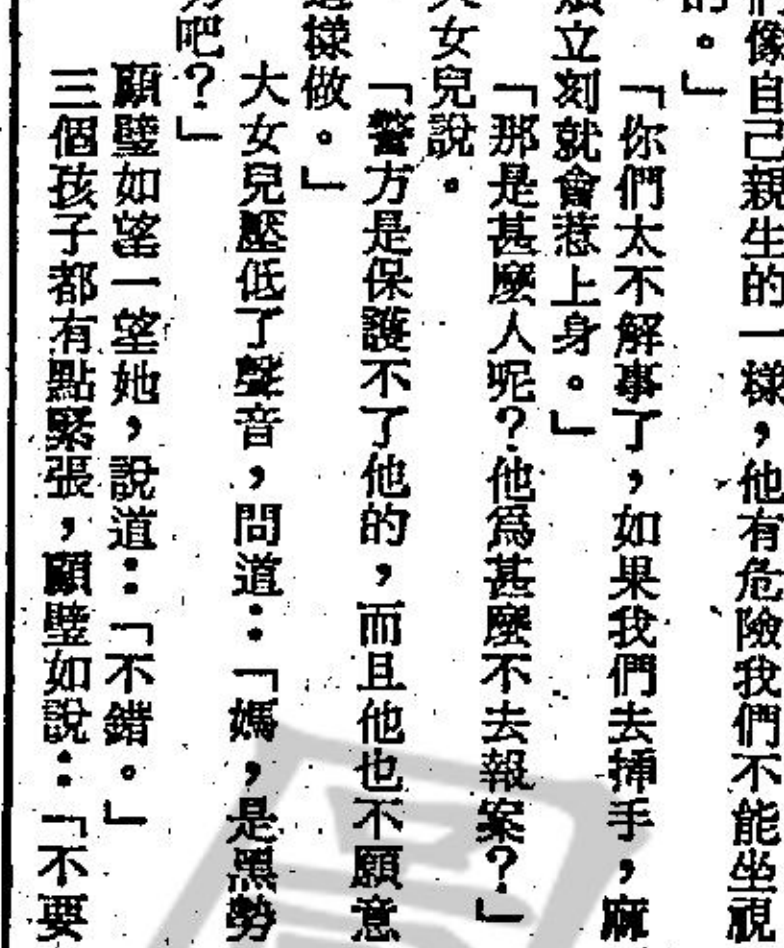 們像自己親生的一樣，他有危險我們不能坐視
的。」
「你們太不解事了，如果我們去揷手，麻
煩立刻就會惹上身。」
「那是甚麼人呢？他爲甚麼不去報案？」
大女兒說。
「警方是保護不了他的，而且他也不願意
這樣做。」
大女兒壓低了聲音，問道：「媽，是黑勢
力吧？」
顧璧如望一望她，說道：「不錯。」
三個孩子都有點緊張，顧璧如說：「不要